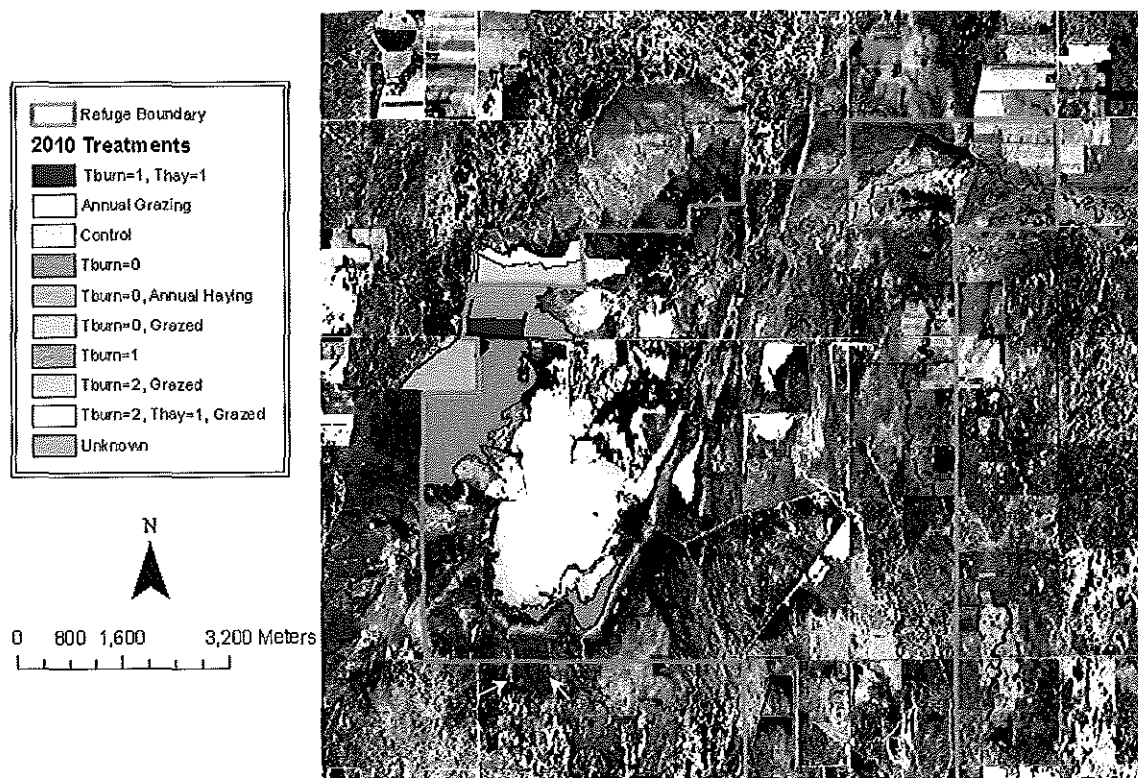 Refuge Boundary
2010 Treatments
Tburn=1, Thay=1
Annual Grazing
Control
Tburn=0
Tburn=0, Annual Haying
Tburn=0, Grazed
Tburn=1
Tburn=2, Grazed
Tburn=2, Thay=1, Grazed
Unknown
N
0 800 1,600 3,200 Meters